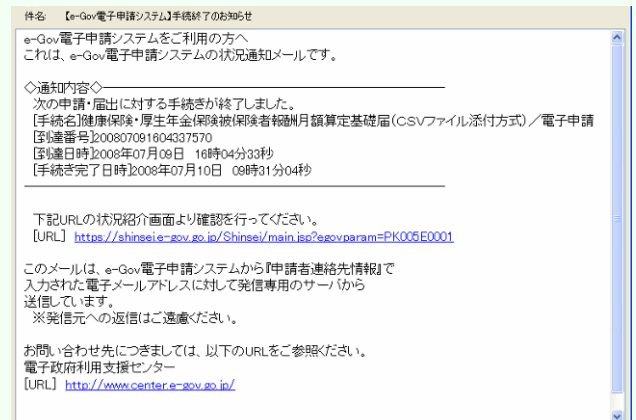 件名: 【e-Gov電子申請システム】手続終了のお知らせ
e-Gov電子申請システムをご利用の方へ
これは、e-Gov電子申請システムの状況通知メールです。
◇通知内容◇
次の申請・届出に対する手続きが終了しました。
[手続名]健康保険・厚生年金保険被保険者報酬月額算定基礎届(CSVファイル添付方式)／電子申請
[到達番号]200807091604337570
[到達日時]2008年07月09日 16時04分33秒
[手続き完了日時]2008年07月10日 09時31分04秒
下記URLの状況紹介画面より確認を行ってください。
[URL] https://shinsei.e-gov.go.jp/Shinsei/main.jsp?egovparam=PK005E0001
このメールは、e-Gov電子申請システムから『申請者連絡先情報』で
入力された電子メールアドレスに対して発信専用のサーバから
送信しています。
※発信元への返信はご遠慮ください。
お問い合わせ先につきましては、以下のURLをご参照ください。
電子政府利用支援センター
[URL] http://www.center.e-gov.go.jp/